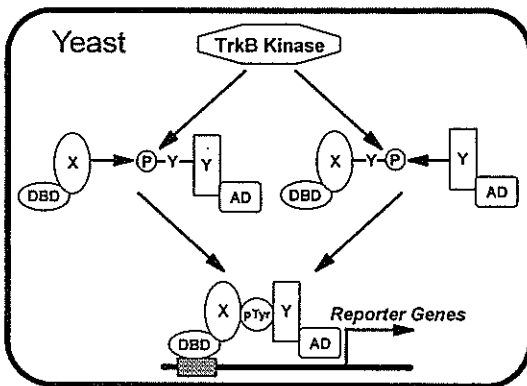 Yeast
TrkB Kinase
X P Y Y
DBD AD
X Y P Y
DBD AD
X pTyr Y
DBD AD
Reporter Genes